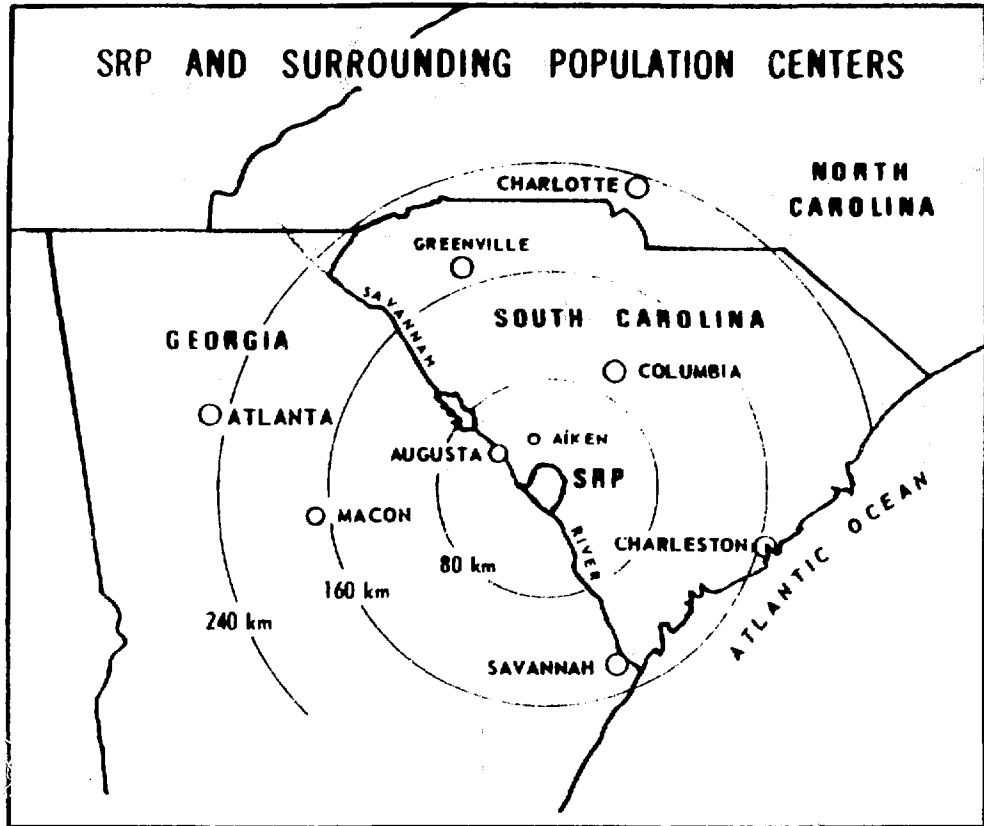 SRP AND SURROUNDING POPULATION CENTERS
CHARLOTTE
NORTH
CAROLINA
GREENVILLE
SAVANNAH
SOUTH CAROLINA
GEORGIA
COLUMBIA
ATLANTA
AIKEN
AUGUSTA
SRP
MACON
RIVER
CHARLESTON
ATLANTIC OCEAN
80 km
160 km
240 km
SAVANNAH